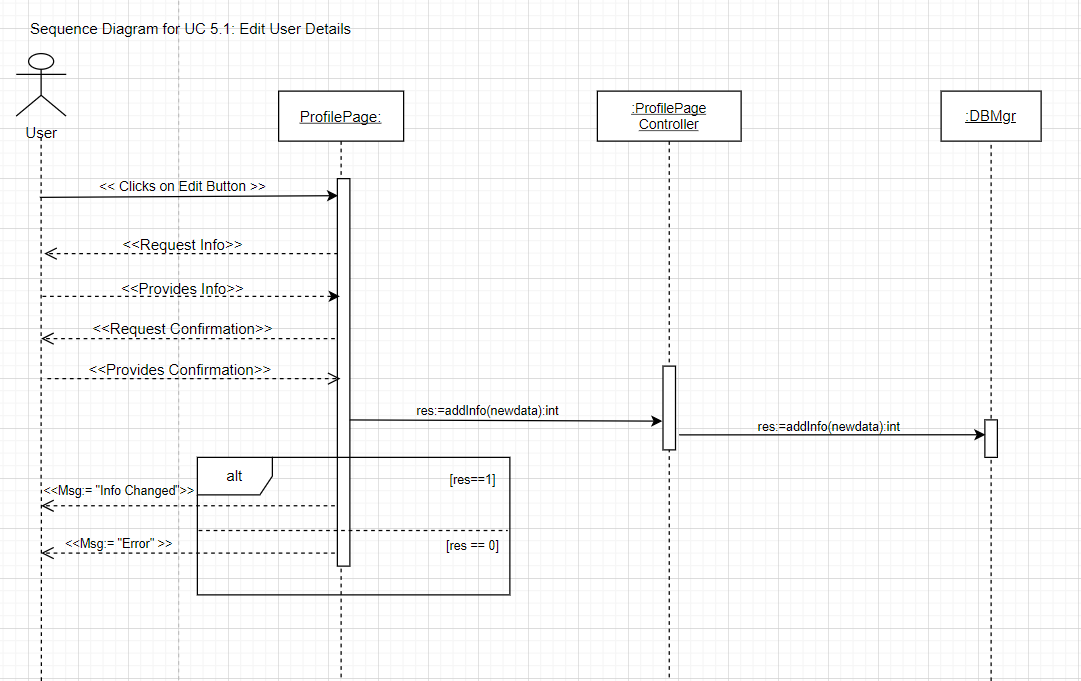 Sequence Diagram for UC 5.1: Edit User Details
User
ProfilePage:
:ProfilePage
Controller
:DBMgr
<< Clicks on Edit Button >>
<<Request Info>>
<<Provides Info>>
<<Request Confirmation>>
<<Provides Confirmation>>
res:=addInfo(newdata):int
res:=addInfo(newdata):int
alt
[res==1]
<<Msg:= "Info Changed">>
<<Msg:= "Error" >>
[res == 0]